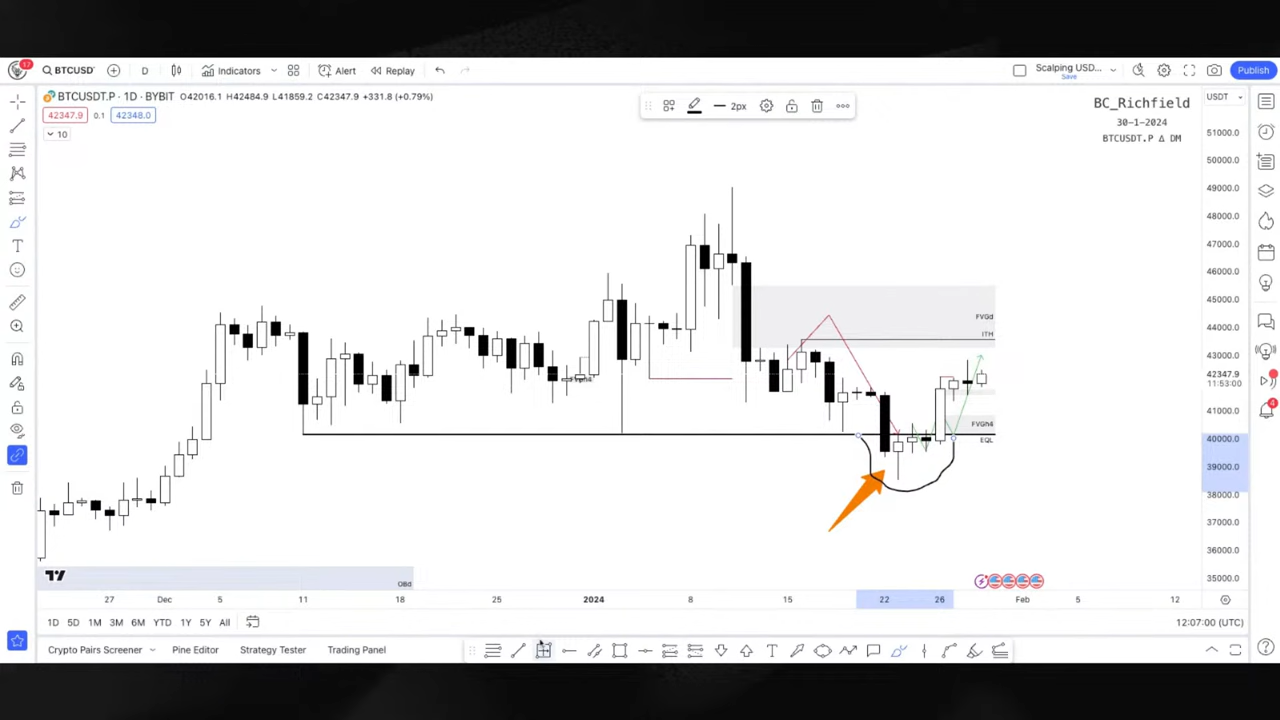 17
BTCUSD
D
Indicators
Alert
Replay
Scalping USD...
Save
Publish
BTCUSDT.P · 1D · BYBIT O42016.1 H42484.9 L41859.2 C42347.9 +331.8 (+0.79%)
USDT
42347.9
0.1
42348.0
10
2px
BC_Richfield
30-1-2024
BTCUSDT.P Δ DM
51000.0
50000.0
49000.0
48000.0
47000.0
46000.0
45000.0
44000.0
43000.0
42347.9
11:53:00
41000.0
40000.0
39000.0
38000.0
37000.0
36000.0
35000.0
FVGd
ITH
FVGh4
EQL
OBd
4
27
Dec
5
11
18
25
2024
8
15
22
26
Feb
5
12
1D
5D
1M
3M
6M
YTD
1Y
5Y
All
12:07:00 (UTC)
Crypto Pairs Screener
Pine Editor
Strategy Tester
Trading Panel